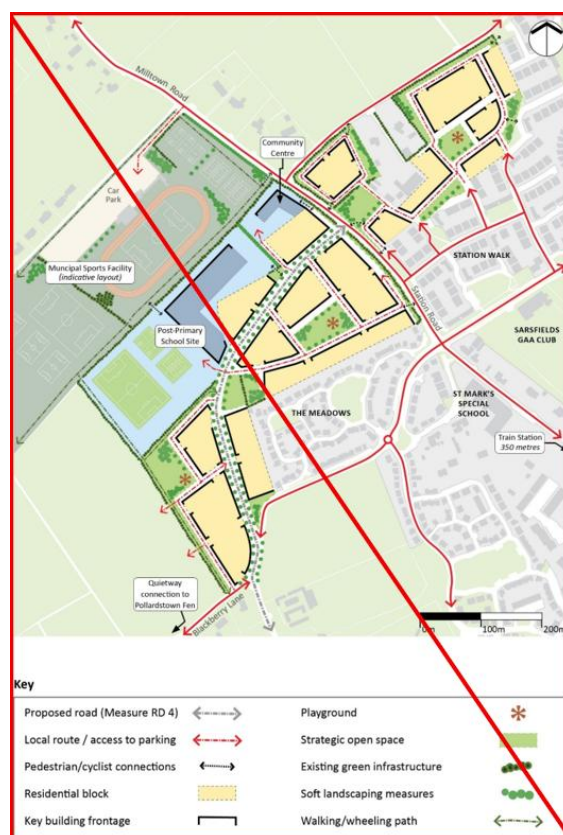 Milltown Road
Community
Centre
Car
Park
Muncipal Sports Facility
(indicative layout)
STATION WALK
Station Road
SARSFIELDS
GAA CLUB
Post-Primary
School Site
THE MEADOWS
ST MARK'S
SPECIAL
SCHOOL
Train Station
350 metres
Quietway
connection to
Pollardstown Fen
Blackberry Lane
0m 100m 200m
Key
Proposed road (Measure RD 4)
Local route / access to parking
Pedestrian/cyclist connections
Residential block
Key building frontage
Playground
Strategic open space
Existing green infrastructure
Soft landscaping measures
Walking/wheeling path